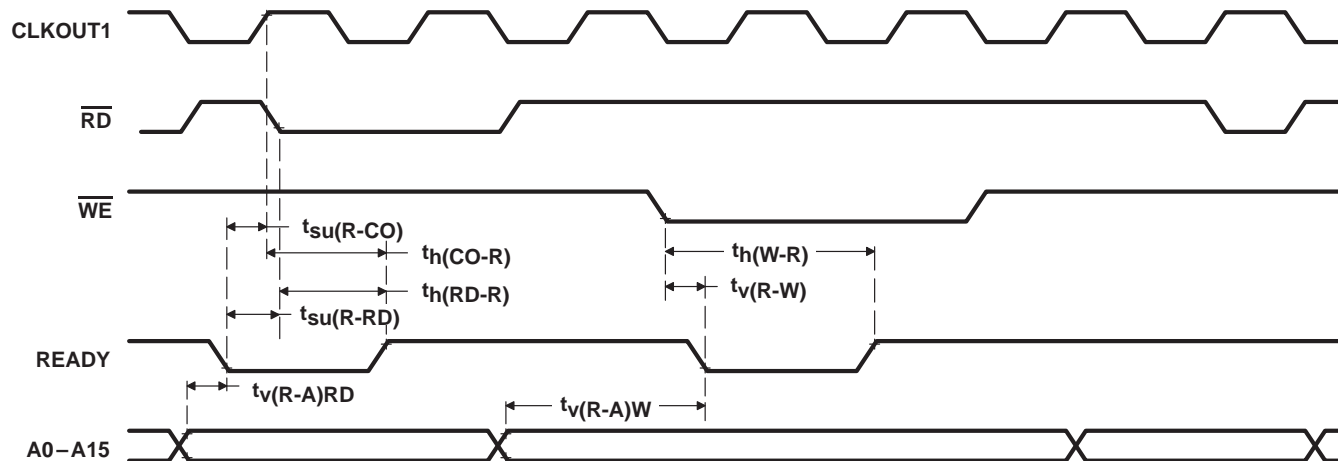 CLKOUT1
RD
WE
tsu(R-CO)
th(CO-R)
th(W-R)
th(RD-R)
tv(R-W)
tsu(R-RD)
READY
tv(R-A)RD
tv(R-A)W
A0–A15